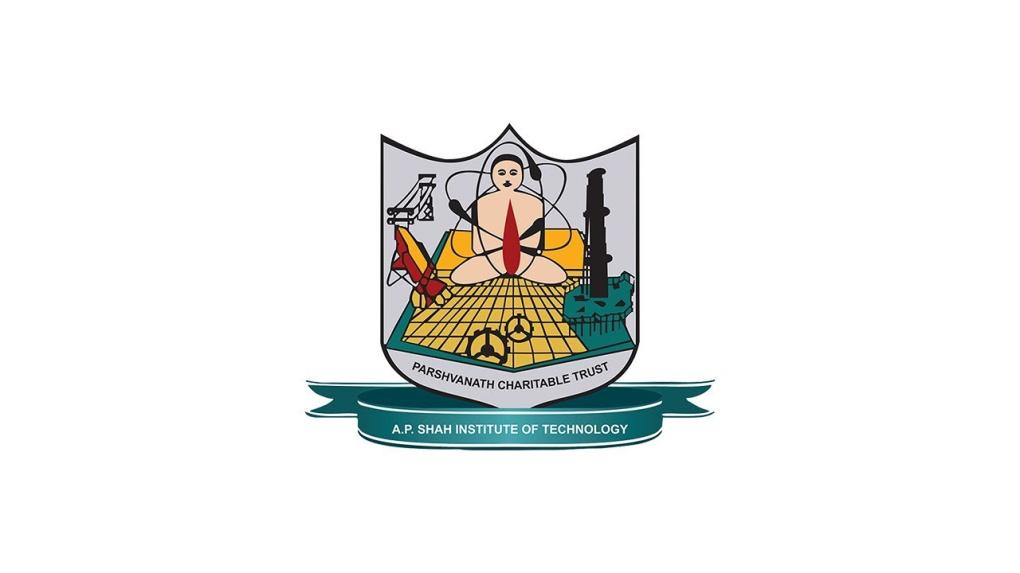 PARSHVANATH CHARITABLE TRUST
A.P. SHAH INSTITUTE OF TECHNOLOGY